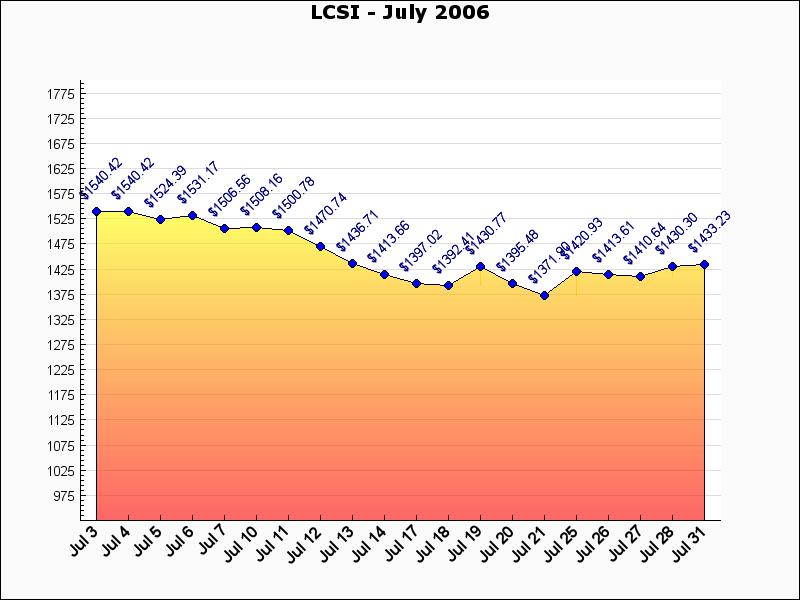 LCSI - July 2006
1775
1725
1675
1625
1575
1525
1475
1425
1375
1325
1275
1225
1175
1125
1075
1025
975
$1540.42
$1540.42
$1524.39
$1531.17
$1506.56
$1508.16
$1500.78
$1470.74
$1436.71
$1413.66
$1397.02
$1392.41
$1430.77
$1395.48
$1371.90
$1420.93
$1413.61
$1410.64
$1430.30
$1433.23
Jul 3
Jul 4
Jul 5
Jul 6
Jul 7
Jul 10
Jul 11
Jul 12
Jul 13
Jul 14
Jul 17
Jul 18
Jul 19
Jul 20
Jul 21
Jul 25
Jul 26
Jul 27
Jul 28
Jul 31